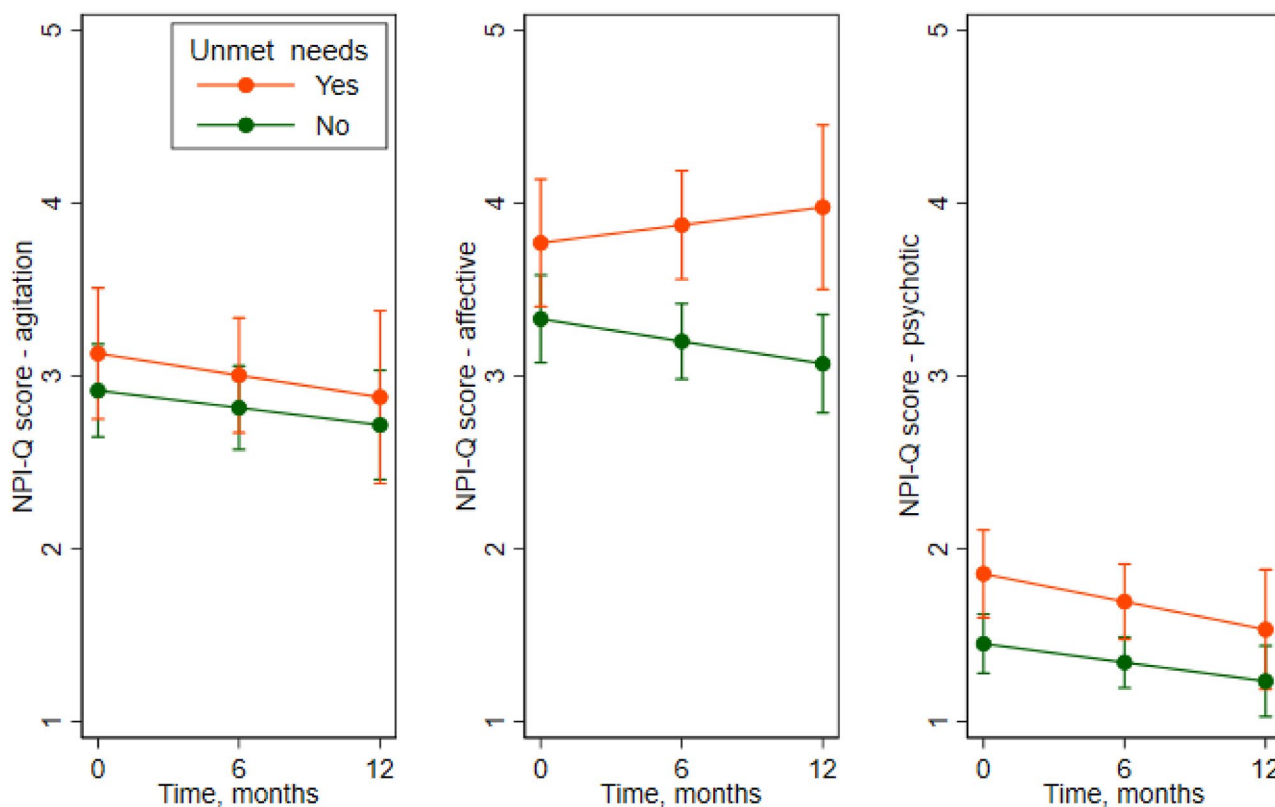 Unmet needs
Yes
No
NPI-Q score - agitation
5
4
3
2
1
0
6
12
Time, months
NPI-Q score - affective
5
4
3
2
1
0
6
12
Time, months
NPI-Q score - psychotic
5
4
3
2
1
0
6
12
Time, months